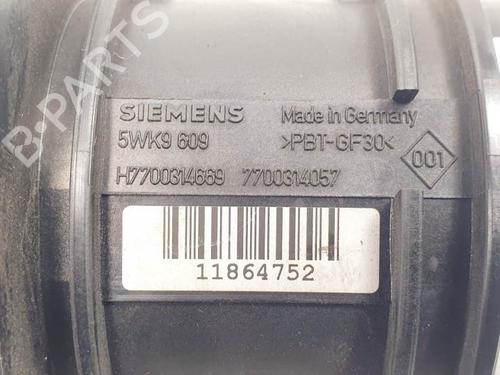 B-PARTS
SIEMENS Made in Germany
5WK9 609 >PBT-GF30< 001
H7700314669 7700314057
11864752